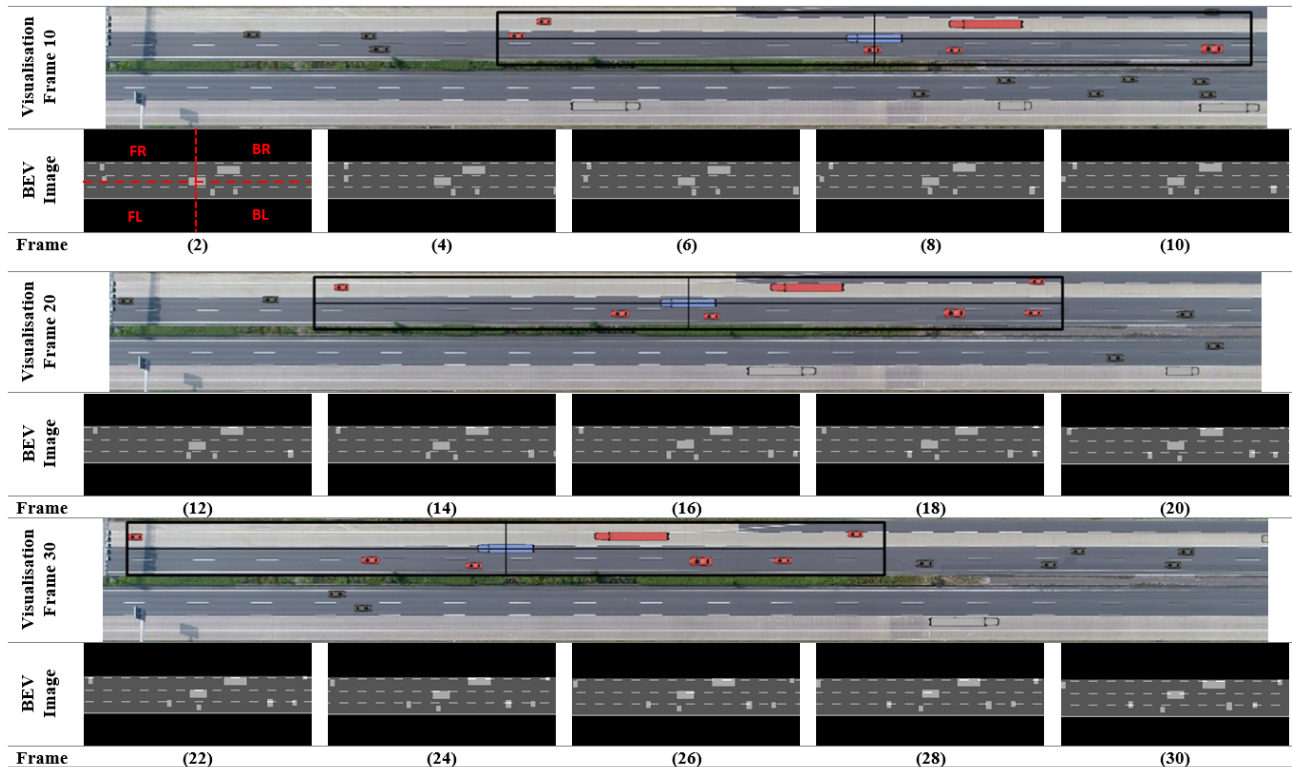 Visualisation
Frame 10
BEV
Image
FR
BR
FL
BL
Frame
(2)
(4)
(6)
(8)
(10)
Visualisation
Frame 20
BEV
Image
Frame
(12)
(14)
(16)
(18)
(20)
Visualisation
Frame 30
BEV
Image
Frame
(22)
(24)
(26)
(28)
(30)